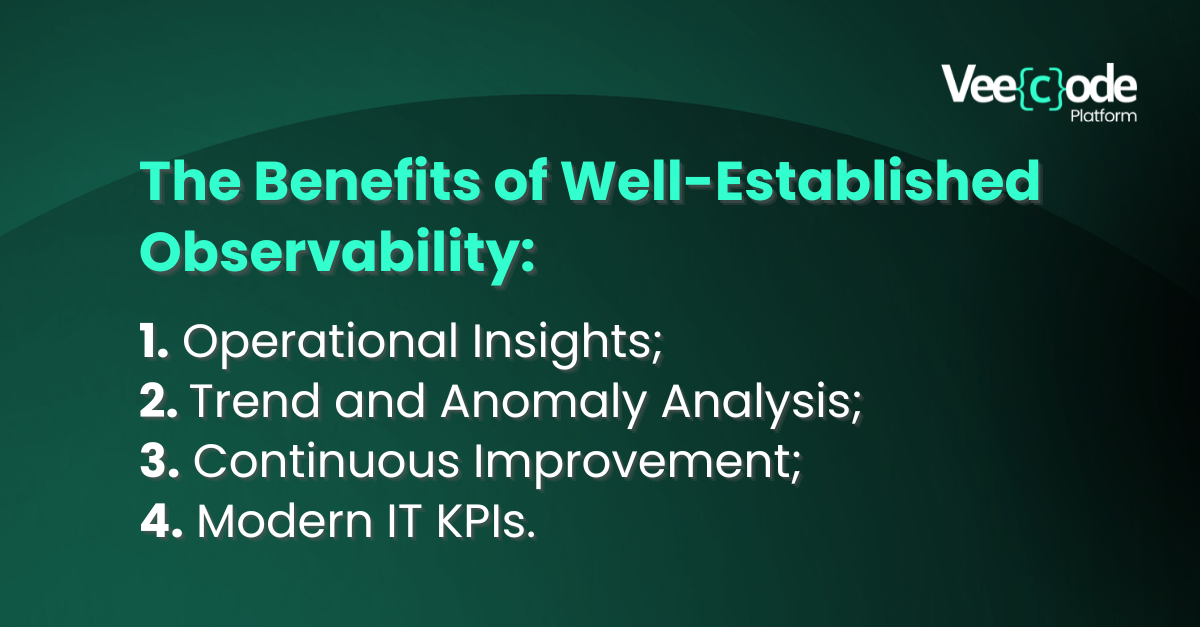 Vee{c}ode
Platform
The Benefits of Well-Established
Observability:
1. Operational Insights;
2. Trend and Anomaly Analysis;
3. Continuous Improvement;
4. Modern IT KPIs.